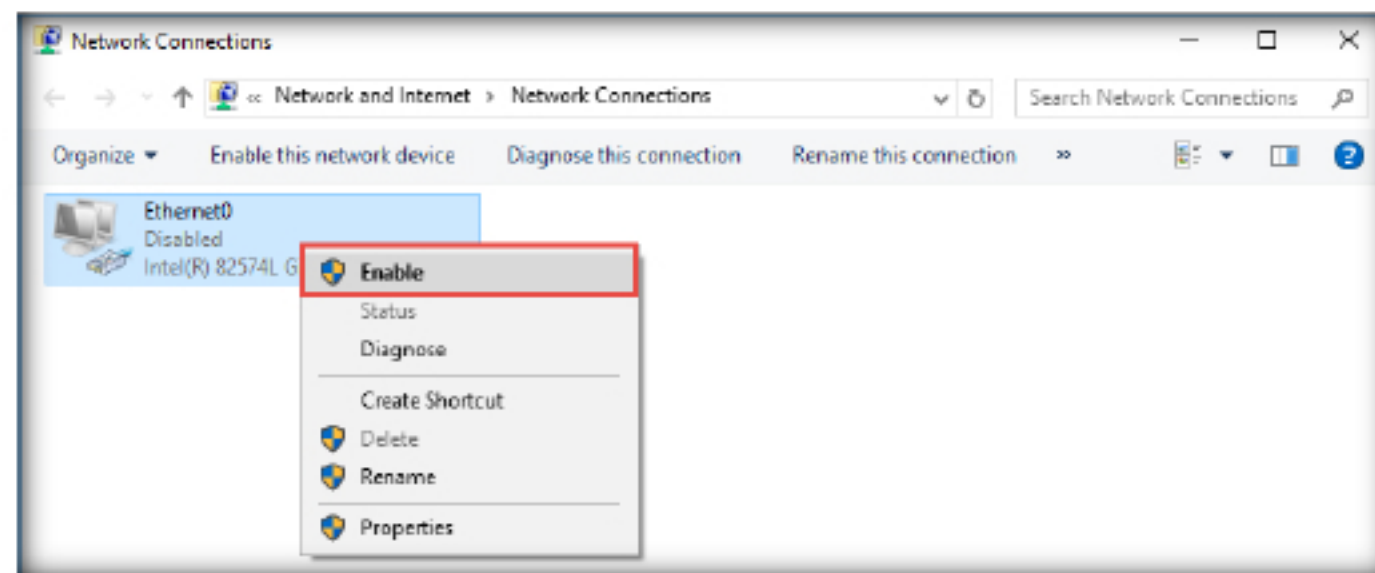 Network Connections
« Network and Internet > Network Connections
Search Network Connections
Organize Enable this network device Diagnose this connection Rename this connection »
Ethernet0
Disabled
Intel(R) 82574L G
Enable
Status
Diagnose
Create Shortcut
Delete
Rename
Properties